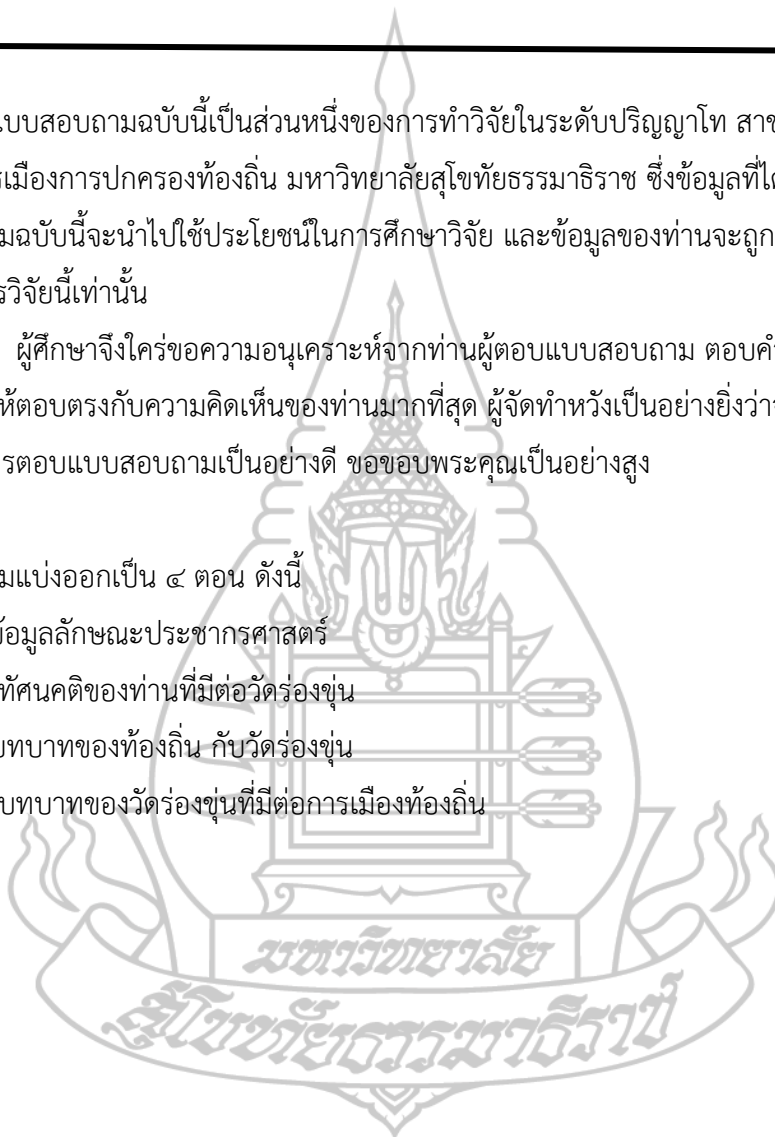 แบบสอบถามฉบับนี้เป็นส่วนหนึ่งของการทำวิจัยในระดับปริญญาโท
รเมืองการปกครองท้องถิ่น มหาวิทยาลัยสุโขทัยธรรมาธิราช ซึ่งข้อมูลที่
มฉบับนี้จะนำไปใช้ประโยชน์ในการศึกษาวิจัย และข้อมูลของท่านจะถูก
รวิจัยนี้เท่านั้น
ผู้ศึกษาจึงใคร่ขอความอนุเคราะห์จากท่านผู้ตอบแบบสอบถาม ตอบ
ห้ตอบตรงกับความคิดเห็นของท่านมากที่สุด ผู้จัดทำหวังเป็นอย่างยิ่งว่า
รตอบแบบสอบถามเป็นอย่างดี ขอขอบพระคุณเป็นอย่างสูง
มแบ่งออกเป็น ๔ ตอน ดังนี้
ข้อมูลลักษณะประชากรศาสตร์
ทัศนคติของท่านที่มีต่อวัดร่องขุ่น
บทบาทของท้องถิ่น กับวัดร่องขุ่น
บทบาทของวัดร่องขุ่นที่มีต่อการเมืองท้องถิ่น
มหาวิทยาลัย
สุโขทัยธรรมาธิราช